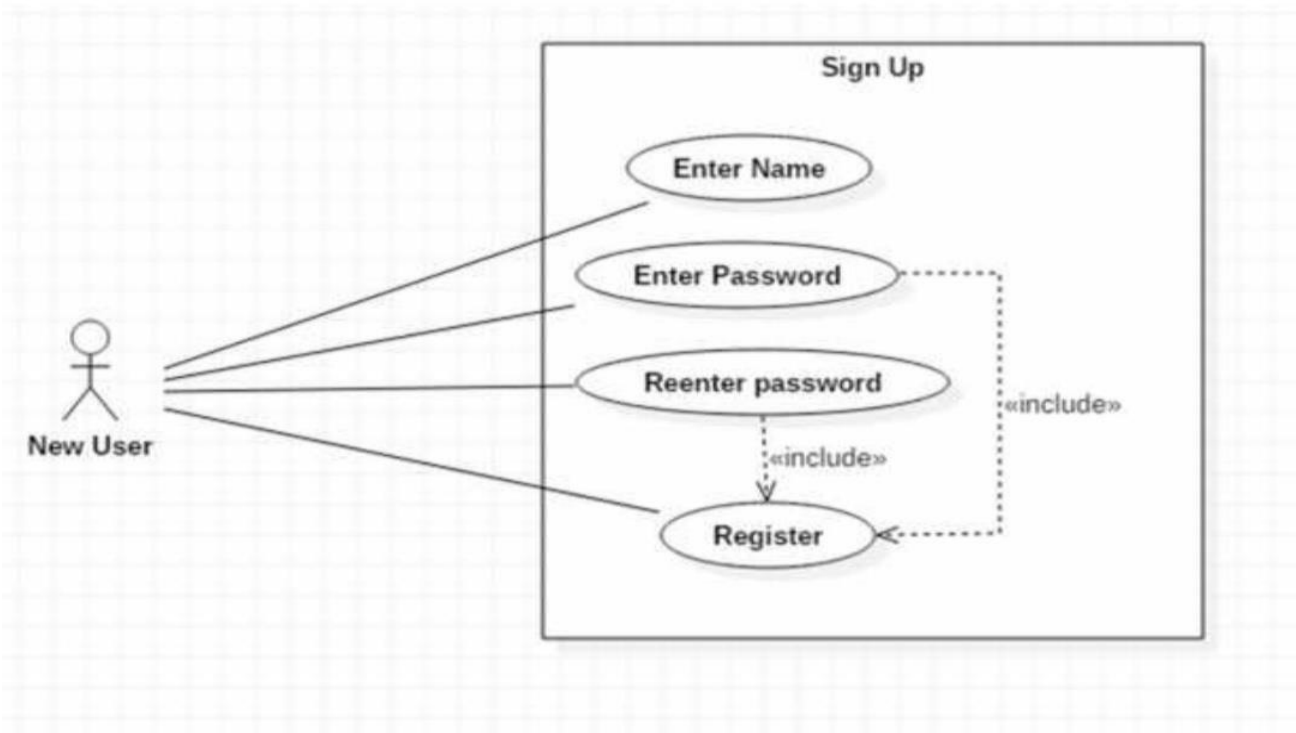 Sign Up
Enter Name
Enter Password
Reenter password
«include»
New User
«include»
Register